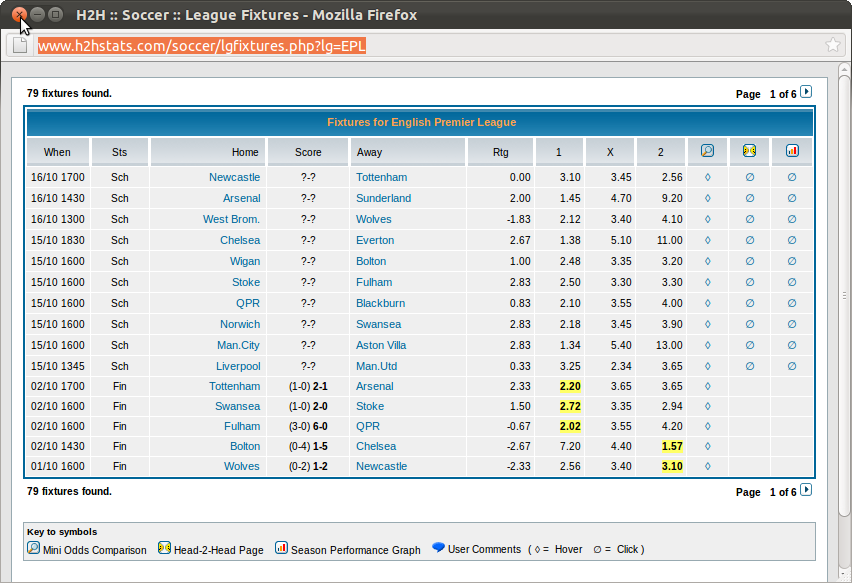 H2H :: Soccer :: League Fixtures - Mozilla Firefox
www.h2hstats.com/soccer/lgfixtures.php?lg=EPL
79 fixtures found. Page 1 of 6
Fixtures for English Premier League
When Sts Home Score Away Rtg 1 X 2
16/10 1700 Sch Newcastle ?-? Tottenham 0.00 3.10 3.45 2.56 ◊ ∅ ∅
16/10 1430 Sch Arsenal ?-? Sunderland 2.00 1.45 4.70 9.20 ◊ ∅ ∅
16/10 1300 Sch West Brom. ?-? Wolves -1.83 2.12 3.40 4.10 ◊ ∅ ∅
15/10 1830 Sch Chelsea ?-? Everton 2.67 1.38 5.10 11.00 ◊ ∅ ∅
15/10 1600 Sch Wigan ?-? Bolton 1.00 2.48 3.35 3.20 ◊ ∅ ∅
15/10 1600 Sch Stoke ?-? Fulham 2.83 2.50 3.30 3.30 ◊ ∅ ∅
15/10 1600 Sch QPR ?-? Blackburn 0.83 2.10 3.55 4.00 ◊ ∅ ∅
15/10 1600 Sch Norwich ?-? Swansea 2.83 2.18 3.45 3.90 ◊ ∅ ∅
15/10 1600 Sch Man.City ?-? Aston Villa 2.83 1.34 5.40 13.00 ◊ ∅ ∅
15/10 1345 Sch Liverpool ?-? Man.Utd 0.33 3.25 2.34 3.65 ◊ ∅ ∅
02/10 1700 Fin Tottenham (1-0) 2-1 Arsenal 2.33 2.20 3.65 3.65 ◊
02/10 1600 Fin Swansea (1-0) 2-0 Stoke 1.50 2.72 3.35 2.94 ◊
02/10 1600 Fin Fulham (3-0) 6-0 QPR -0.67 2.02 3.55 4.20 ◊
02/10 1430 Fin Bolton (0-4) 1-5 Chelsea -2.67 7.20 4.40 1.57 ◊
01/10 1600 Fin Wolves (0-2) 1-2 Newcastle -2.33 2.56 3.40 3.10 ◊
79 fixtures found. Page 1 of 6
Key to symbols
Mini Odds Comparison Head-2-Head Page Season Performance Graph User Comments ( ◊ = Hover ∅ = Click )